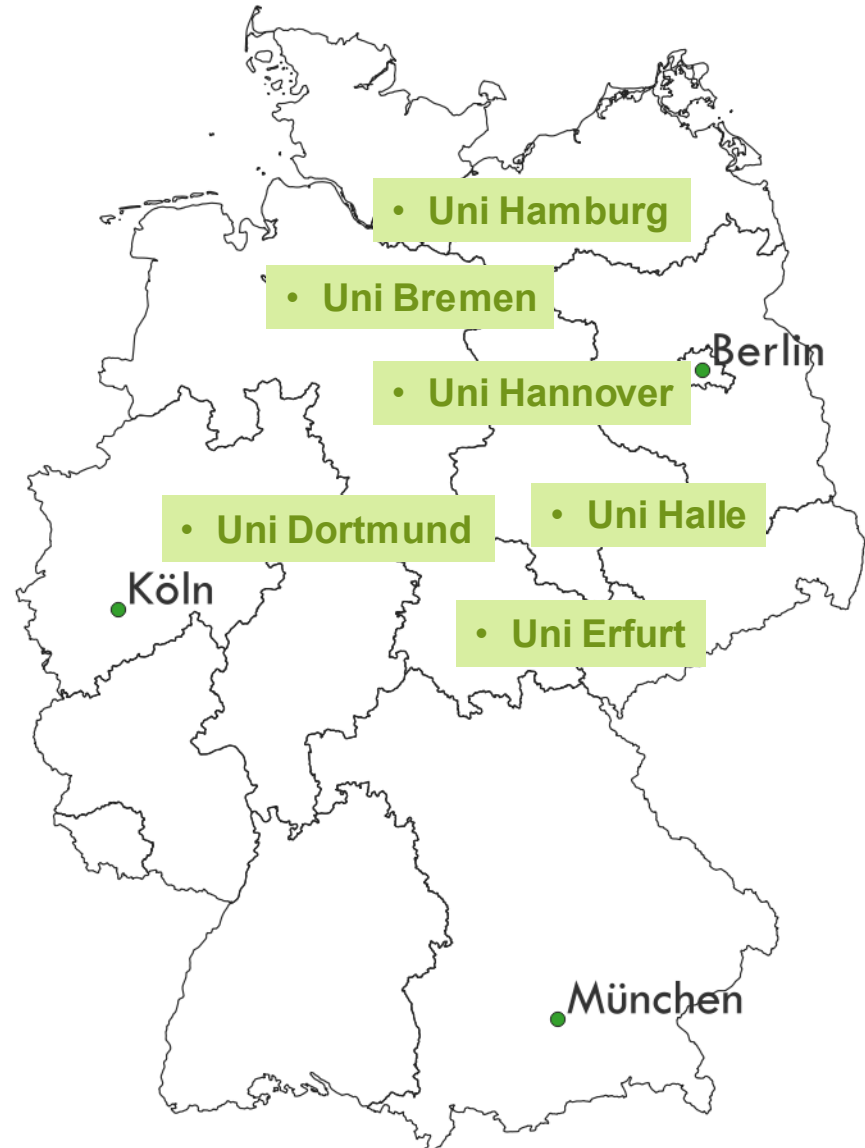 • Uni Hamburg
• Uni Bremen
Berlin
• Uni Hannover
• Uni Halle
• Uni Dortmund
Köln
• Uni Erfurt
München